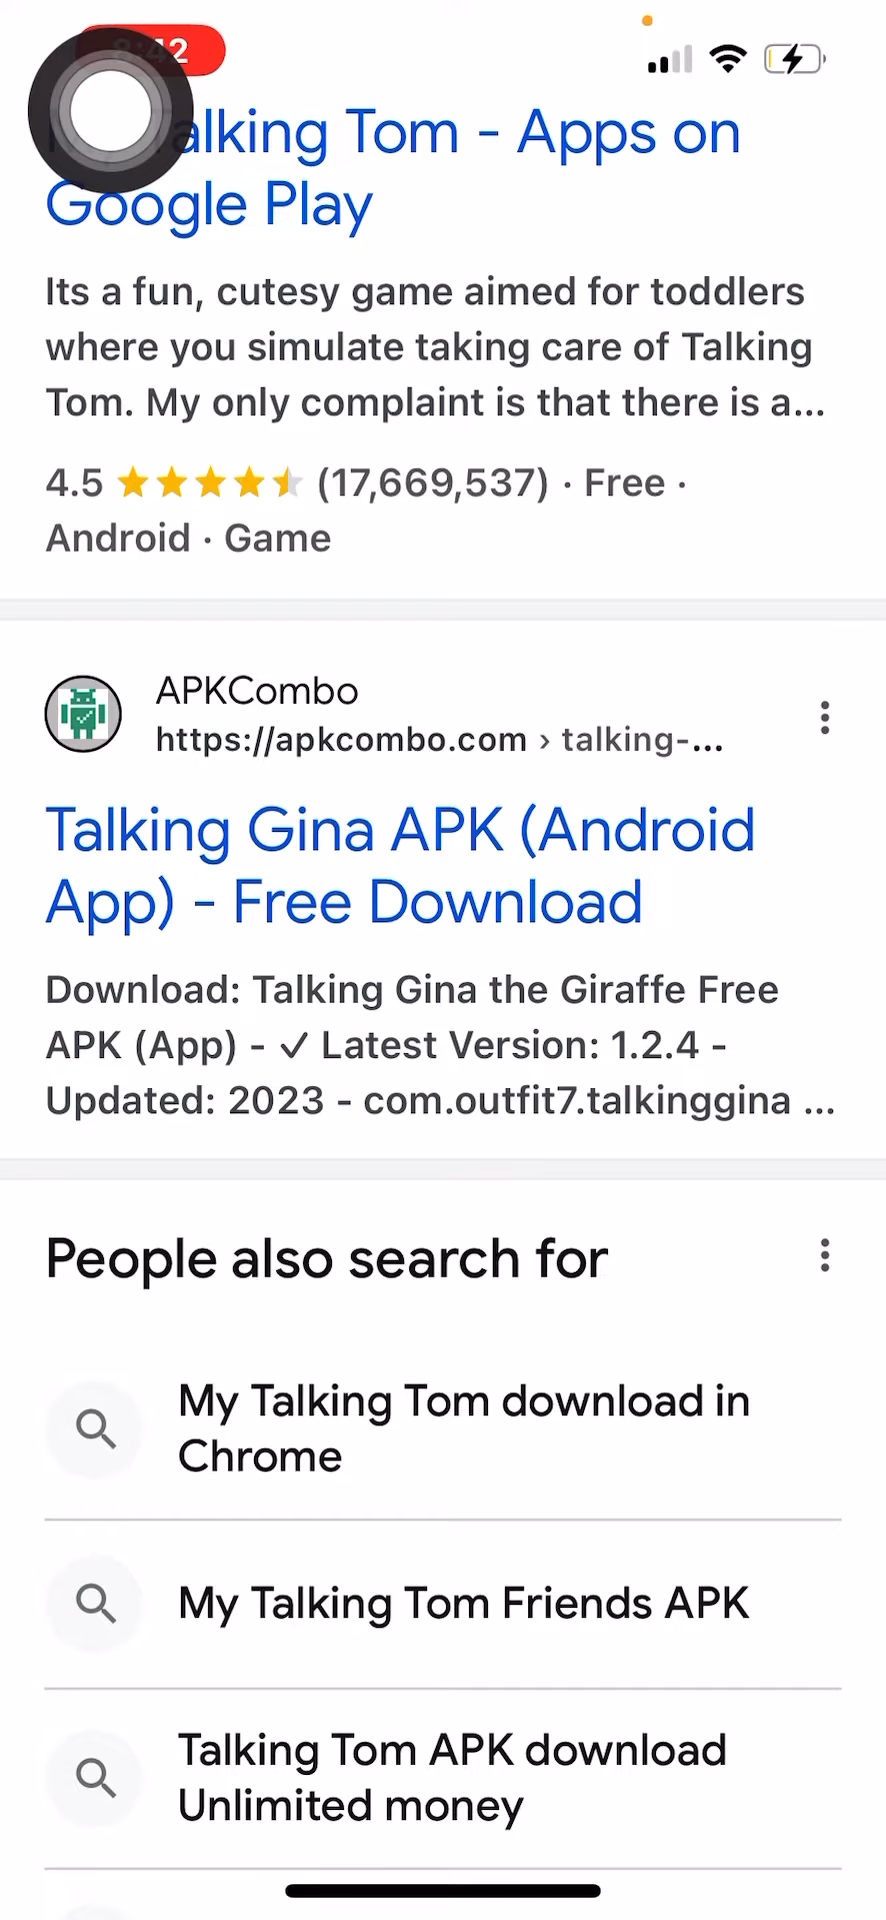 alking Tom - Apps on
Google Play
Its a fun, cutesy game aimed for toddlers
where you simulate taking care of Talking
Tom. My only complaint is that there is a...
4.5 (17,669,537) · Free ·
Android · Game
APKCombo
https://apkcombo.com › talking-...
Talking Gina APK (Android
App) - Free Download
Download: Talking Gina the Giraffe Free
APK (App) - ✓ Latest Version: 1.2.4 -
Updated: 2023 - com.outfit7.talkinggina ...
People also search for
My Talking Tom download in
Chrome
My Talking Tom Friends APK
Talking Tom APK download
Unlimited money